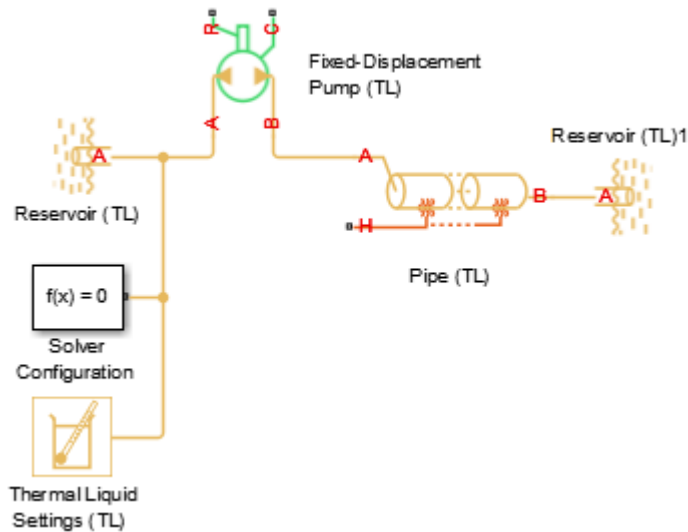 R
C
Fixed-Displacement
Pump (TL)
A
B
Reservoir (TL)1
A
A
B
A
Reservoir (TL)
H
Pipe (TL)
f(x) = 0
Solver
Configuration
Thermal Liquid
Settings (TL)